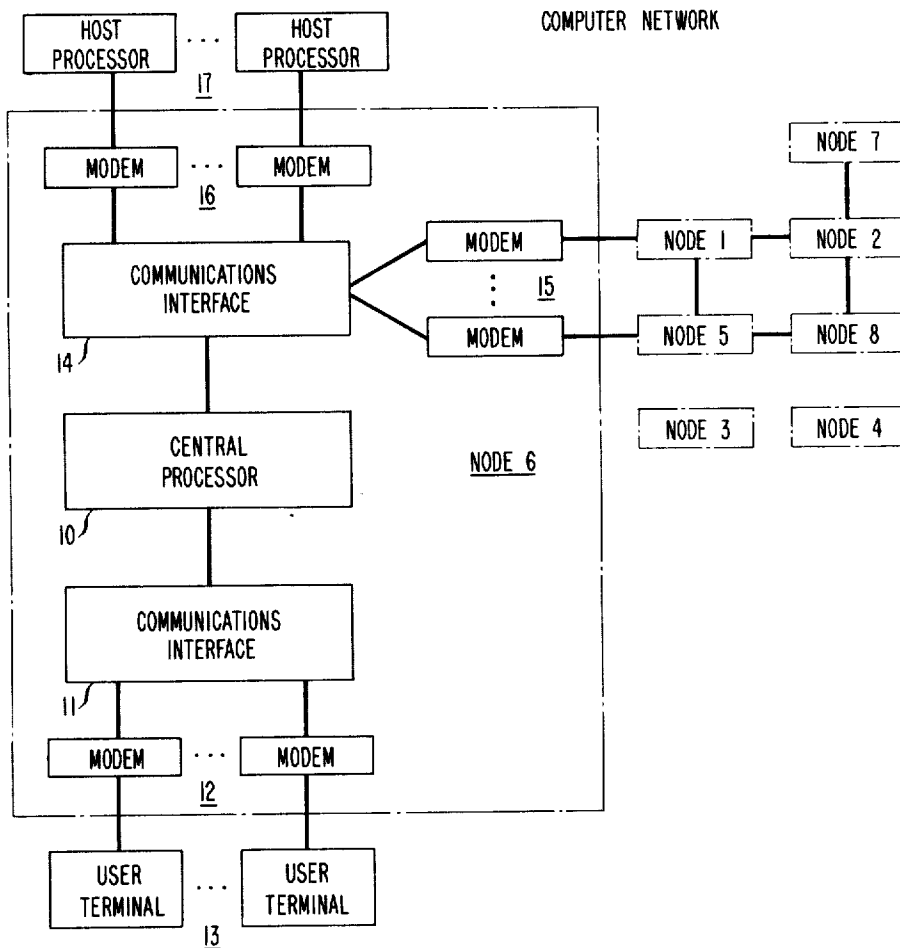 COMPUTER NETWORK
HOST
PROCESSOR
...
HOST
PROCESSOR
17
MODEM
...
MODEM
16
NODE 7
COMMUNICATIONS
INTERFACE
14
MODEM
15
MODEM
NODE 1
NODE 2
NODE 5
NODE 8
NODE 3
NODE 4
CENTRAL
PROCESSOR
10
NODE 6
COMMUNICATIONS
INTERFACE
11
MODEM
...
MODEM
12
USER
TERMINAL
...
USER
TERMINAL
13